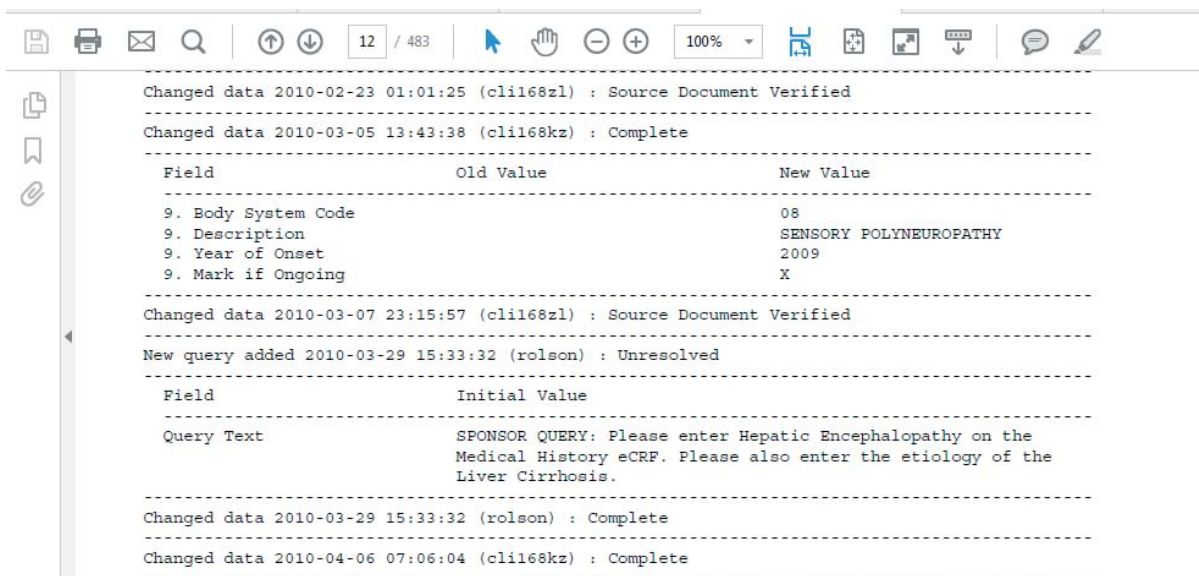 12 / 483
100%
Changed data 2010-02-23 01:01:25 (cli168zl) : Source Document Verified
Changed data 2010-03-05 13:43:38 (cli168kz) : Complete
Field Old Value New Value
9. Body System Code 08
9. Description SENSORY POLYNEUROPATHY
9. Year of Onset 2009
9. Mark if Ongoing X
Changed data 2010-03-07 23:15:57 (cli168zl) : Source Document Verified
New query added 2010-03-29 15:33:32 (rolson) : Unresolved
Field Initial Value
Query Text SPONSOR QUERY: Please enter Hepatic Encephalopathy on the
Medical History eCRF. Please also enter the etiology of the
Liver Cirrhosis.
Changed data 2010-03-29 15:33:32 (rolson) : Complete
Changed data 2010-04-06 07:06:04 (cli168kz) : Complete